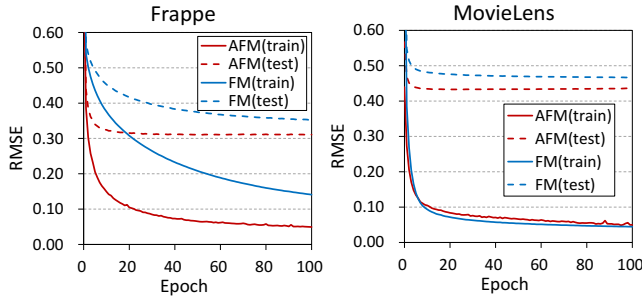 Frappe
RMSE
0.60
0.50
0.40
0.30
0.20
0.10
0.00
AFM(train)
AFM(test)
FM(train)
FM(test)
0 20 40 60 80 100
Epoch
MovieLens
RMSE
0.60
0.50
0.40
0.30
0.20
0.10
0.00
AFM(train)
AFM(test)
FM(train)
FM(test)
0 20 40 60 80 100
Epoch